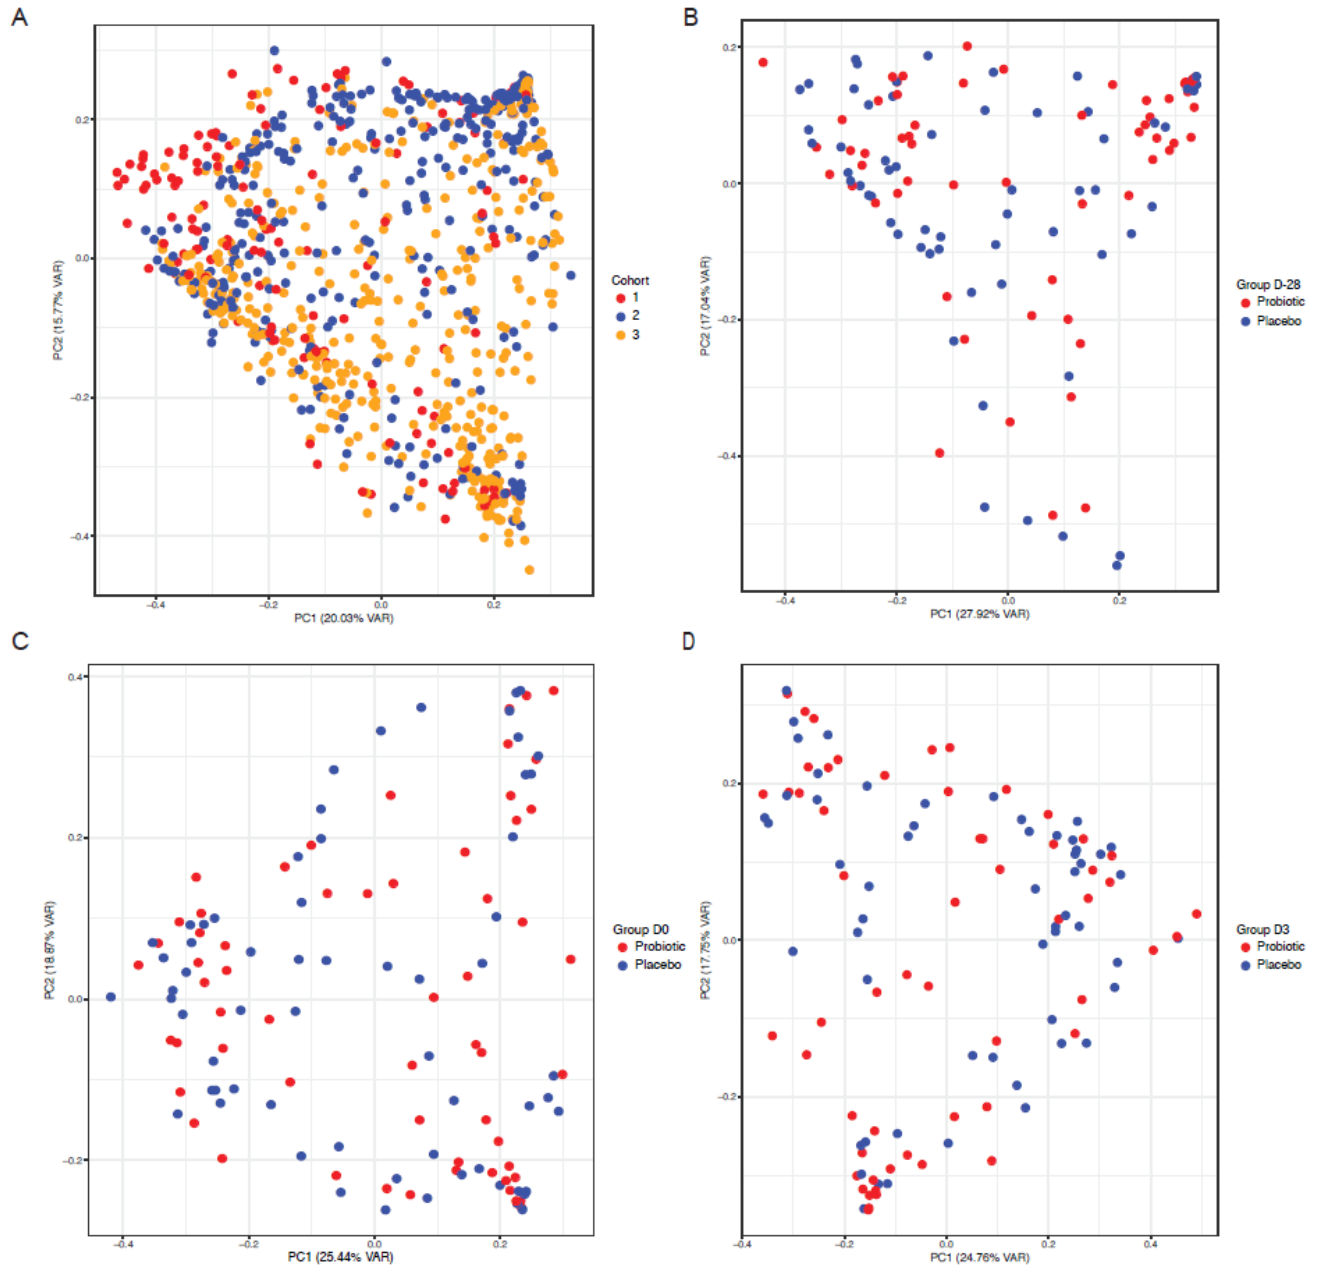 A
0.2
0.0
−0.2
−0.4
PC2 (15.77% VAR)
−0.4
−0.2
0.0
0.2
PC1 (20.03% VAR)
Cohort
1
2
3
B
0.2
0.0
−0.2
−0.4
PC2 (17.04% VAR)
−0.4
−0.2
0.0
0.2
PC1 (27.92% VAR)
Group D-28
Probiotic
Placebo
C
0.4
0.2
0.0
−0.2
PC2 (18.87% VAR)
−0.4
−0.2
0.0
0.2
PC1 (25.44% VAR)
Group D0
Probiotic
Placebo
D
0.2
0.0
−0.2
PC2 (17.75% VAR)
−0.4
−0.2
0.0
0.2
0.4
PC1 (24.76% VAR)
Group D3
Probiotic
Placebo